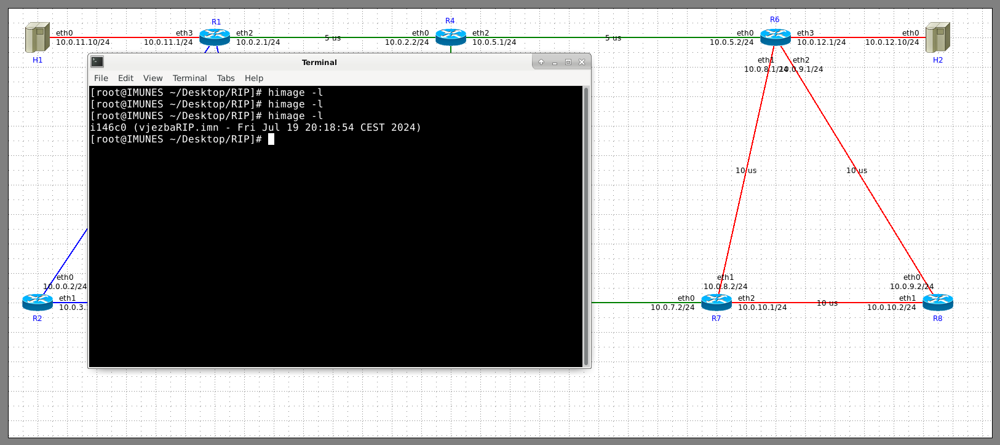 R1
R4
R6
eth0
eth3
eth2
eth0
eth2
eth0
eth3
eth0
10.0.11.10/24
10.0.11.1/24
10.0.2.1/24
5 us
10.0.2.2/24
10.0.5.1/24
5 us
10.0.5.2/24
10.0.12.1/24
10.0.12.10/24
H1
H2
eth1
eth2
10.0.8.1/24
10.0.9.1/24
Terminal
File Edit View Terminal Tabs Help
[root@IMUNES ~/Desktop/RIP]# himage -l
[root@IMUNES ~/Desktop/RIP]# himage -l
[root@IMUNES ~/Desktop/RIP]# himage -l
i146c0 (vjezbaRIP.imn - Fri Jul 19 20:18:54 CEST 2024)
[root@IMUNES ~/Desktop/RIP]#
10 us
10 us
eth0
10.0.0.2/24
eth1
10.0.8.2/24
eth0
10.0.9.2/24
eth1
10.0.3.
eth0
10.0.7.2/24
eth2
10.0.10.1/24
10 us
eth1
10.0.10.2/24
R2
R7
R8